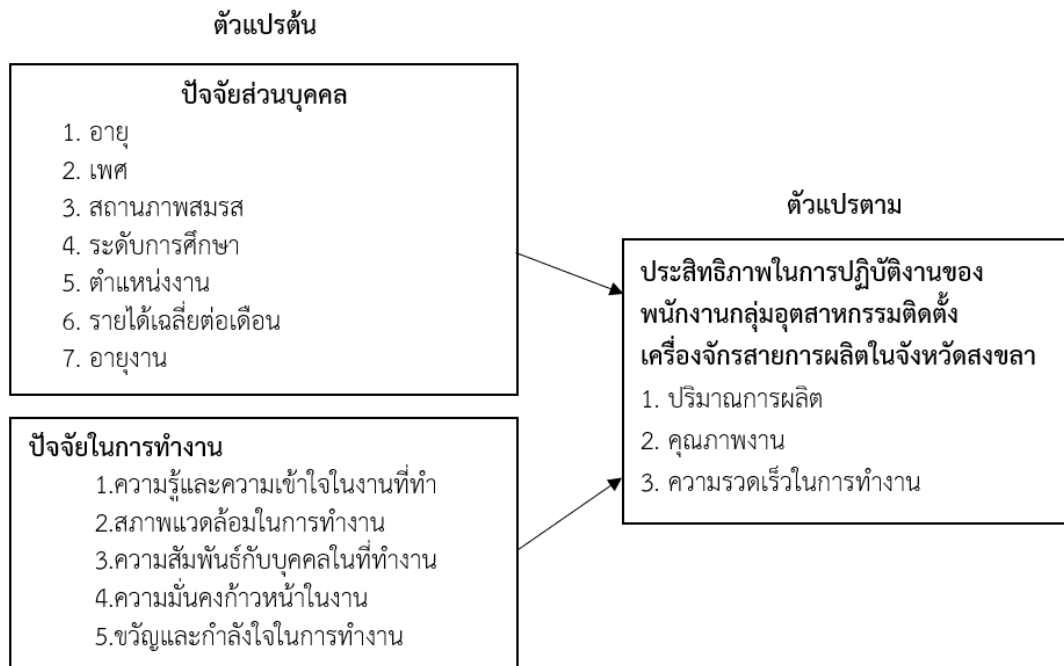 ตัวแปรต้น
ปัจจัยส่วนบุคคล
1. อายุ
2. เพศ
3. สถานภาพสมรส
4. ระดับการศึกษา
5. ตำแหน่งงาน
6. รายได้เฉลี่ยต่อเดือน
7. อายุงาน
ปัจจัยในการทำงาน
1.ความรู้และความเข้าใจในงานที่ทำ
2.สภาพแวดล้อมในการทำงาน
3.ความสัมพันธ์กับบุคคลในที่ทำงาน
4.ความมั่นคงก้าวหน้าในงาน
5.ขวัญและกำลังใจในการทำงาน
ตัวแปรตาม
ประสิทธิภาพในการปฏิบัติงานของ
พนักงานกลุ่มอุตสาหกรรมติดตั้ง
เครื่องจักรสายการผลิตในจังหวัดสงขลา
1. ปริมาณการผลิต
2. คุณภาพงาน
3. ความรวดเร็วในการทำงาน